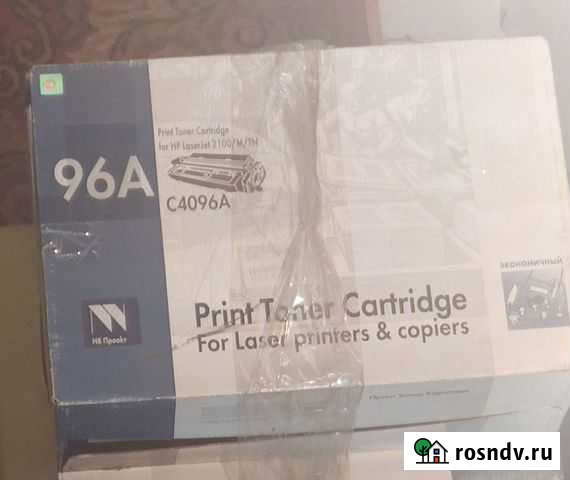 Print Toner Cartridge
for HP LaserJet 2100/M/TN
96A
C4096A
экономичный
Print Toner Cartridge
For Laser printers & copiers
НВ Проект
rosndv.ru